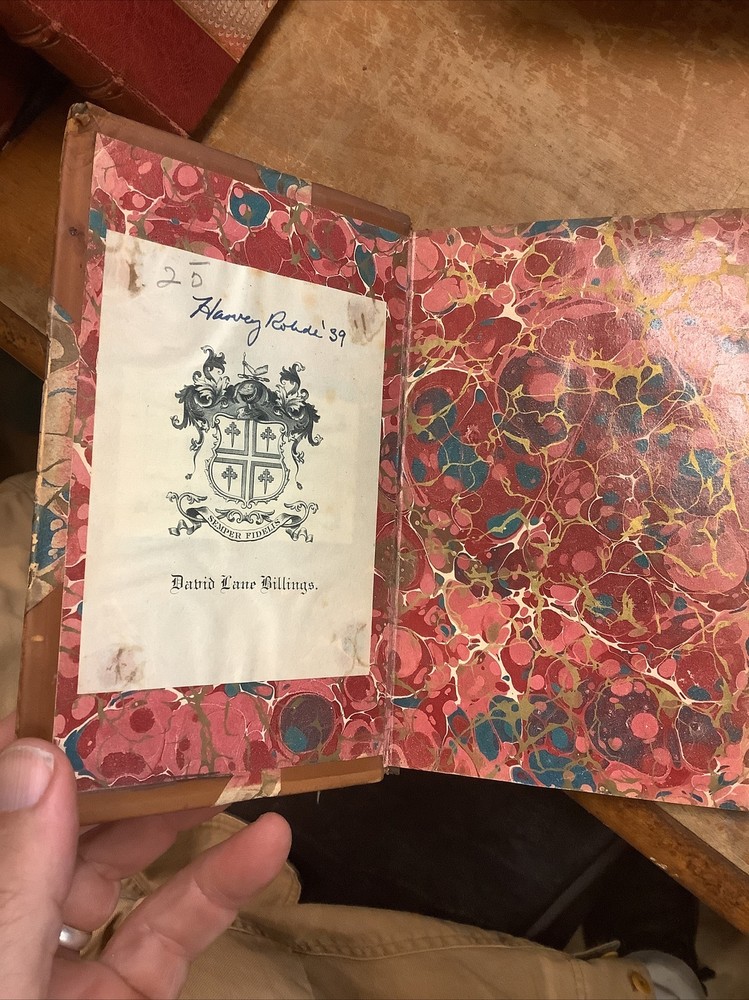 25
Harvey Rohde '39
SEMPER FIDELIS
David Lane Billings.